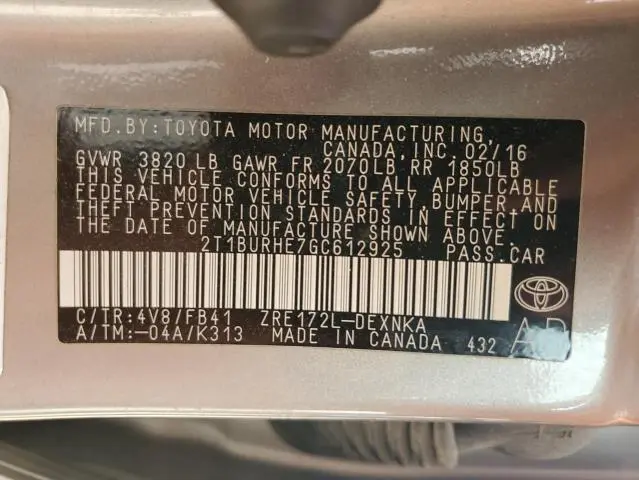 MFD. BY: TOYOTA MOTOR MANUFACTURING,
CANADA, INC. 02/16
GVWR 3820 LB GAWR FR 2070LB RR 1850LB
THIS VEHICLE CONFORMS TO ALL APPLICABLE
FEDERAL MOTOR VEHICLE SAFETY, BUMPER, AND
THEFT PREVENTION STANDARDS IN EFFECT ON
THE DATE OF MANUFACTURE SHOWN ABOVE.
2T1BURHE7GC612925 PASS. CAR
C/TR:4V8/FB41 ZRE172L-DEXNKA
A/TM:-04A/K313 MADE IN CANADA 432